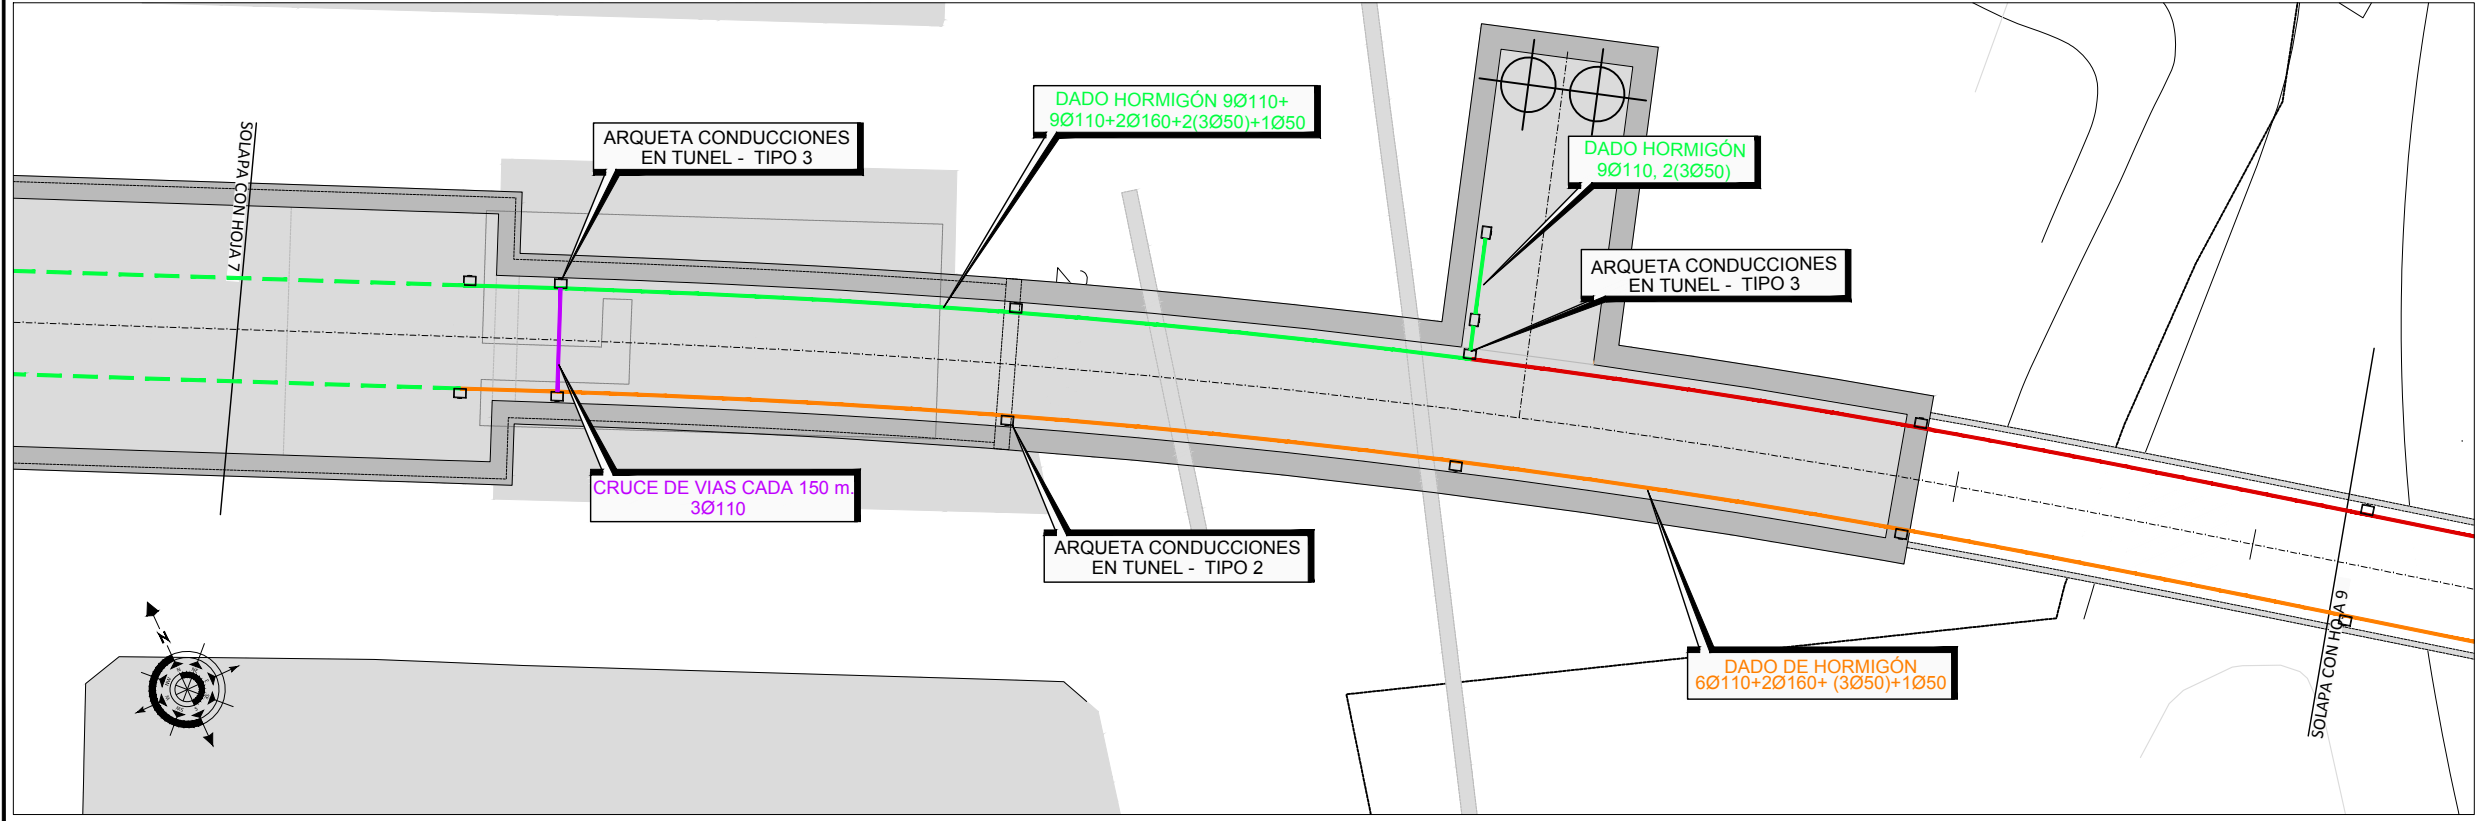 SOLAPA CON HOJA 7
ARQUETA CONDUCCIONES
EN TUNEL - TIPO 3
DADO HORMIGÓN 9Ø110+
9Ø110+2Ø160+2(3Ø50)+1Ø50
DADO HORMIGÓN
9Ø110, 2(3Ø50)
ARQUETA CONDUCCIONES
EN TUNEL - TIPO 3
CRUCE DE VIAS CADA 150 m.
3Ø110
ARQUETA CONDUCCIONES
EN TUNEL - TIPO 2
DADO DE HORMIGÓN
6Ø110+2Ø160+ (3Ø50)+1Ø50
SOLAPA CON HOJA 9
N